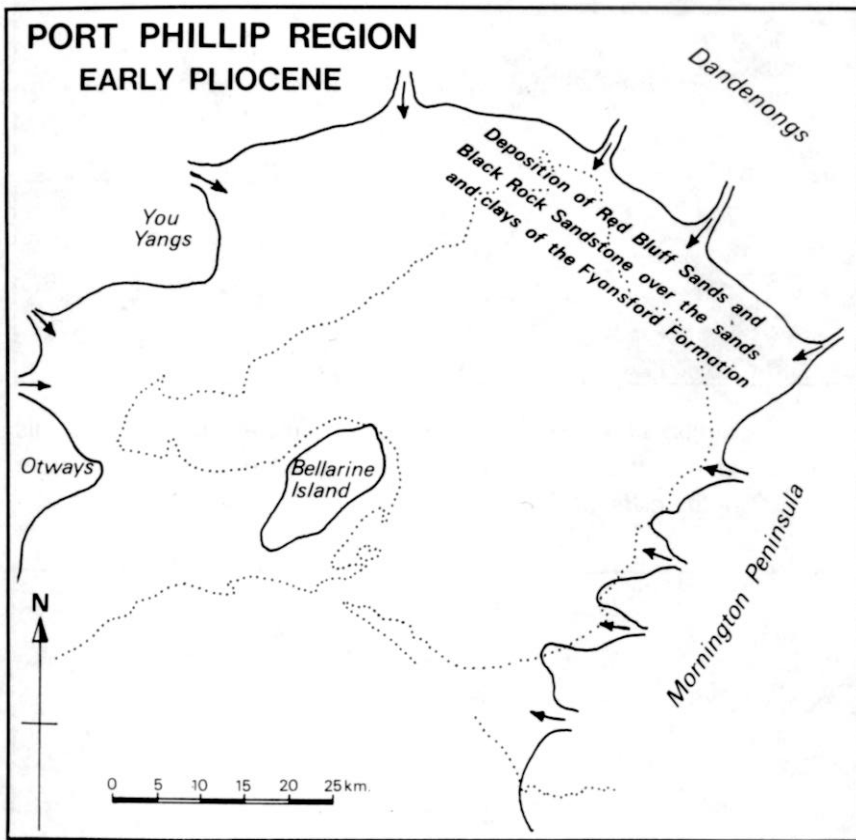 PORT PHILLIP REGION
EARLY PLIOCENE
Dandenongs
Deposition of Red Bluff Sands and
Black Rock Sandstone over the sands
and clays of the Fyansford Formation
You
Yangs
Otways
Bellarine
Island
Mornington Peninsula
N
0 5 10 15 20 25 km.